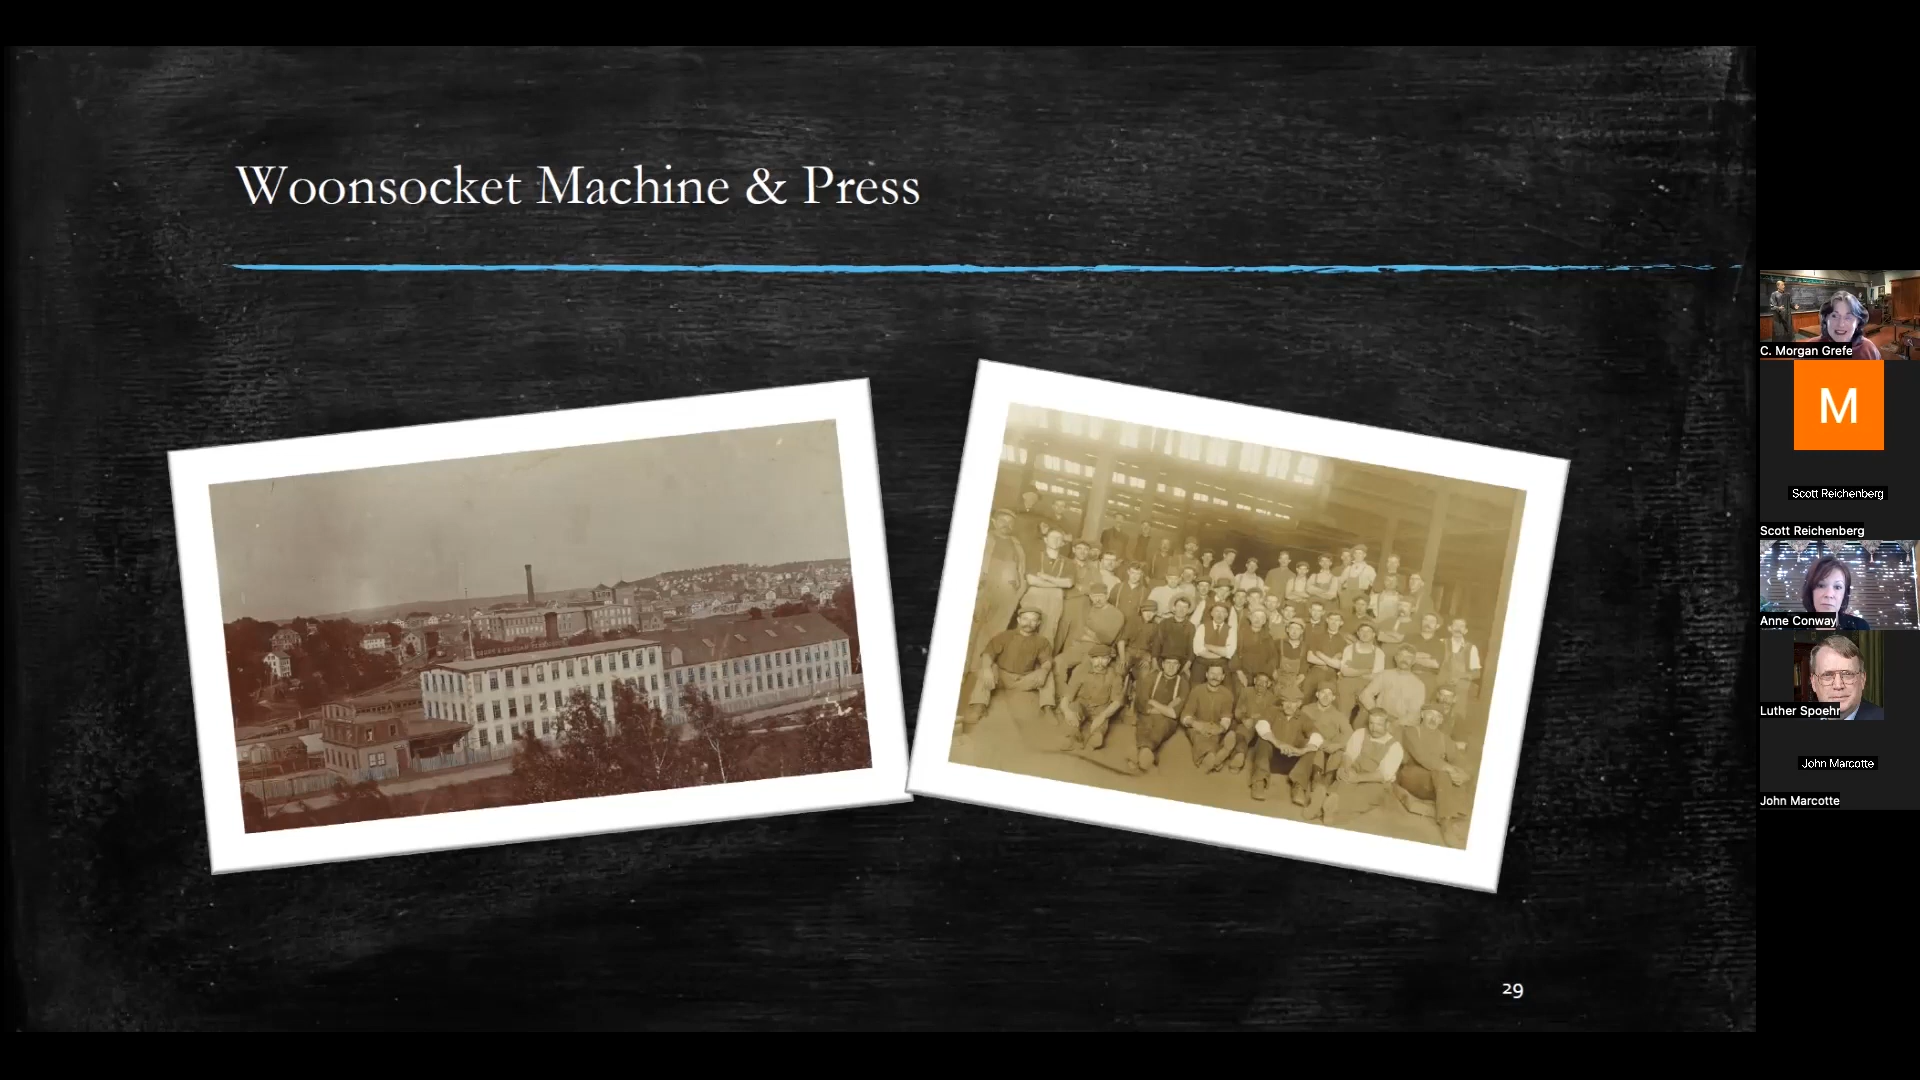 Woonsocket Machine & Press
29
C. Morgan Grefe
M
Scott Reichenberg
Scott Reichenberg
Anne Conway
Luther Spoehr
John Marcotte
John Marcotte